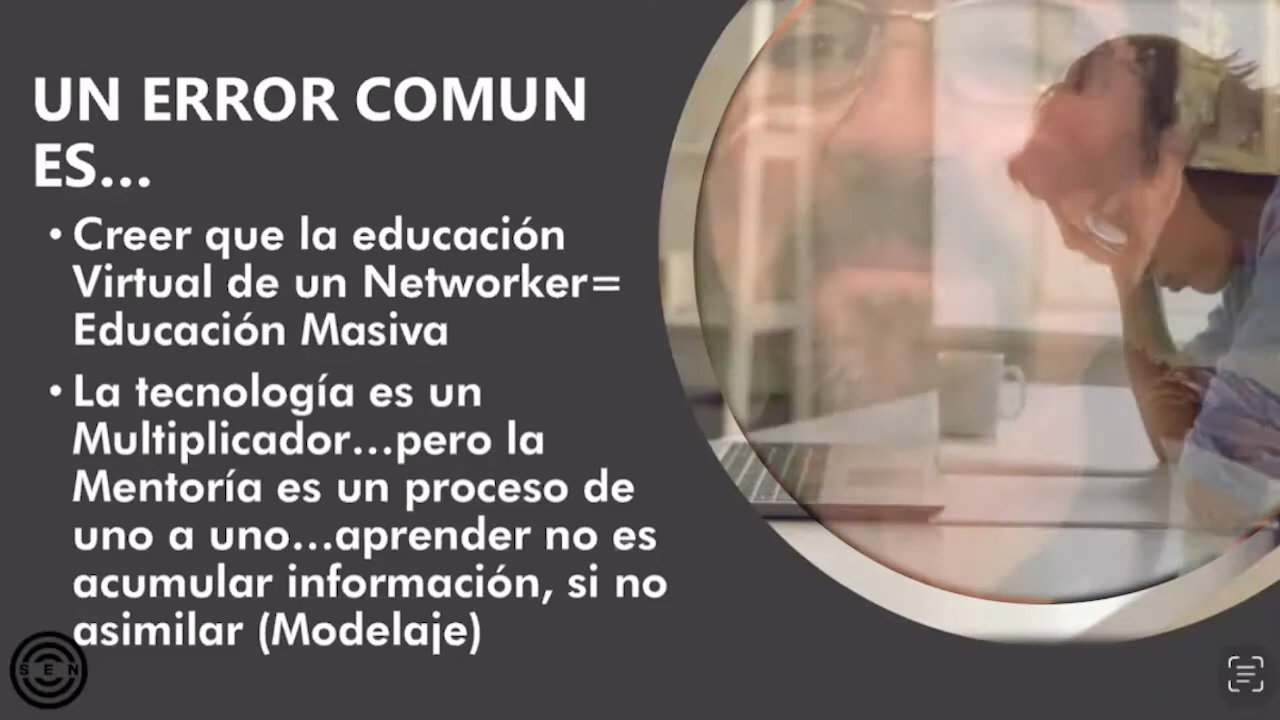 UN ERROR COMUN
ES...
• Creer que la educación
Virtual de un Networker=
Educación Masiva
• La tecnología es un
Multiplicador...pero la
Mentoría es un proceso de
uno a uno...aprender no es
acumular información, si no
asimilar (Modelaje)
SEN